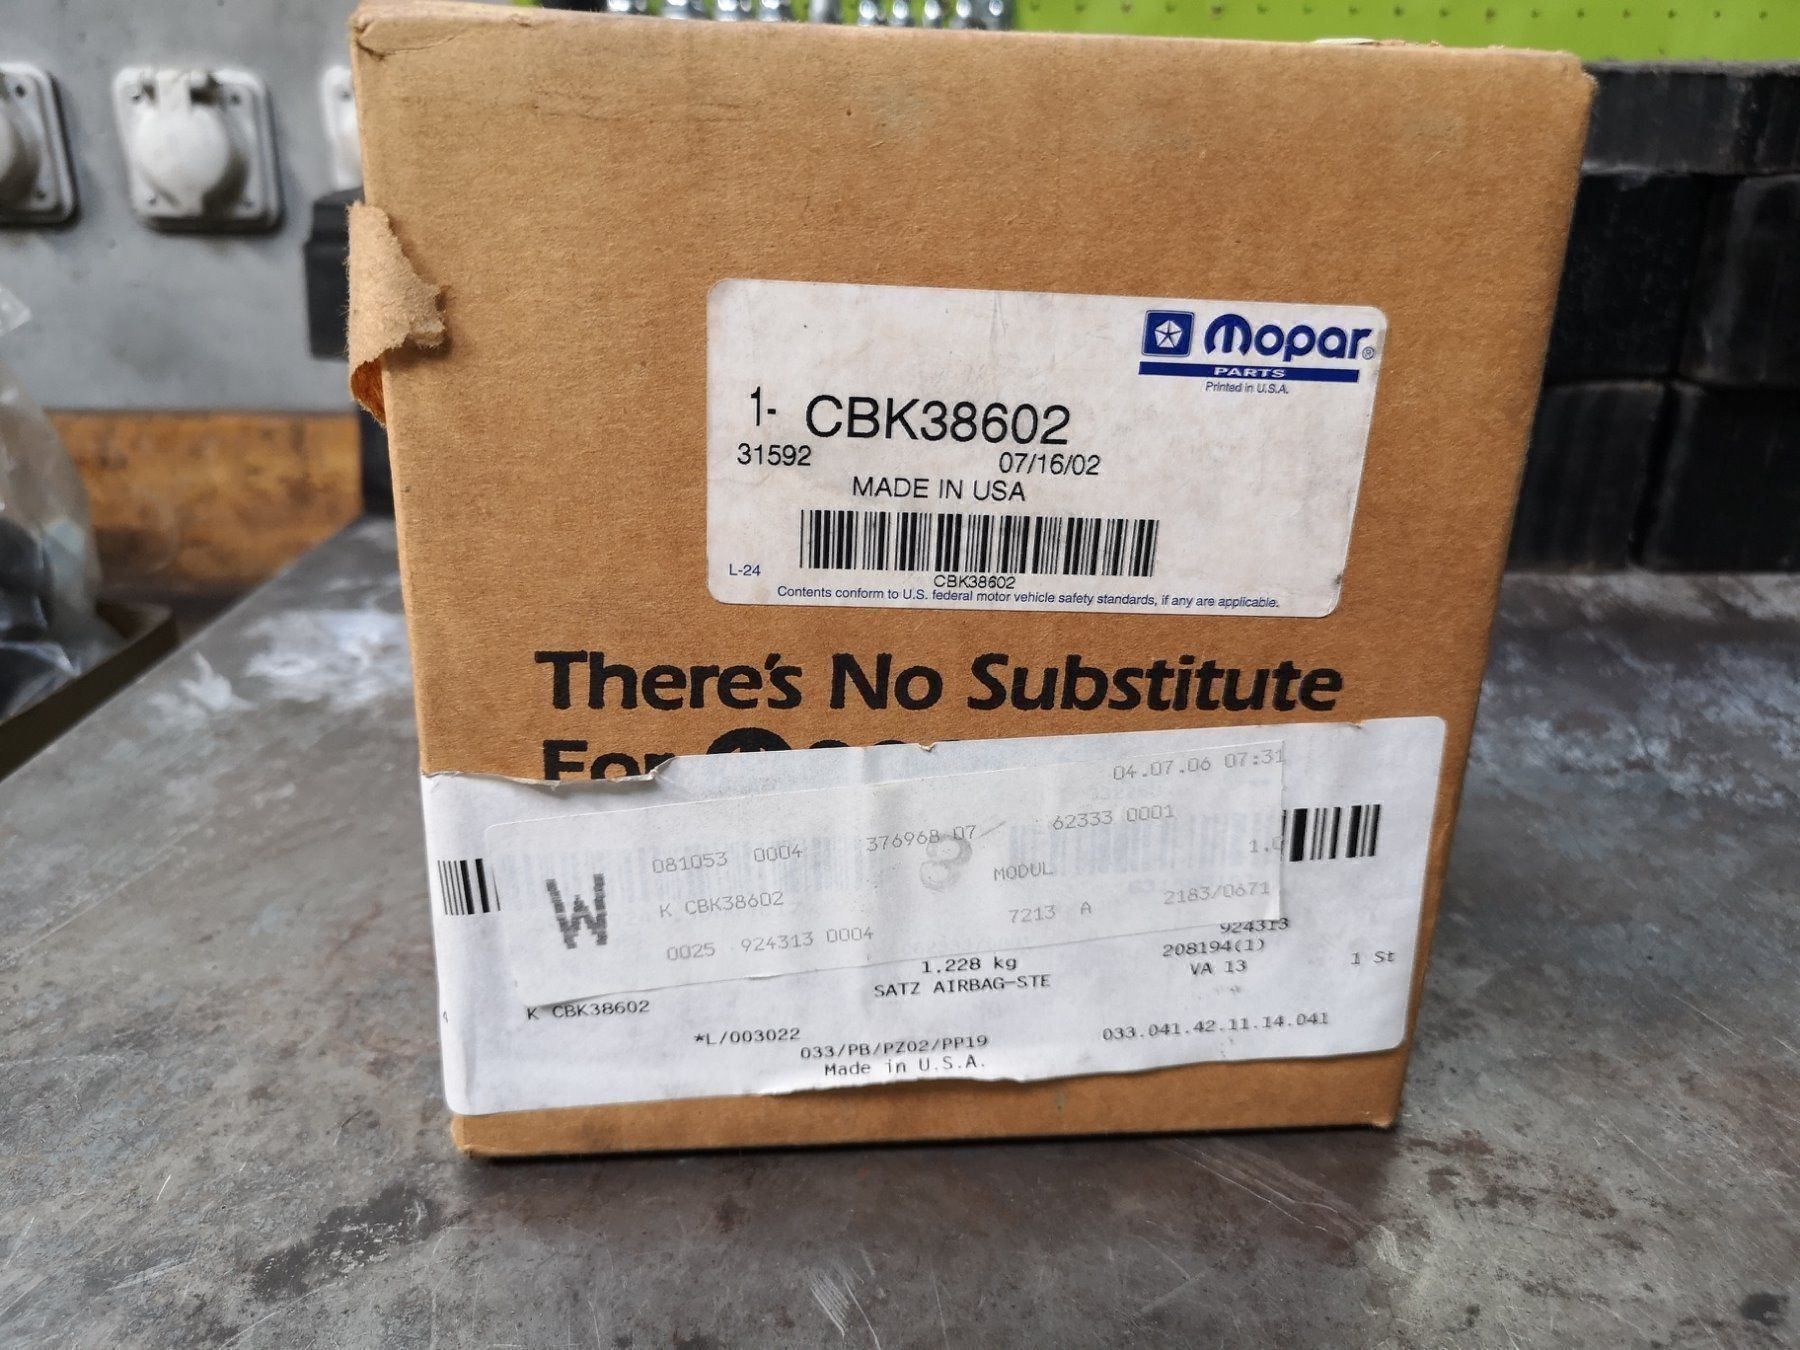 Mopar®
PARTS
Printed in U.S.A.
1- CBK38602
31592 07/16/02
MADE IN USA
CBK38602
L-24
Contents conform to U.S. federal motor vehicle safety standards, if any are applicable.
There's No Substitute
For
04.07.06 07:31
081053 0004 376968 07 62333 0001
3
MODUL 1.0
W
K CBK38602
7213 A 2183/0671
0025 924313 0004
924313
1.228 kg 208194(1)
SATZ AIRBAG-STE VA 13 1 St
K CBK38602
*L/003022 033.041.42.11.14.041
033/PB/PZ02/PP19
Made in U.S.A.